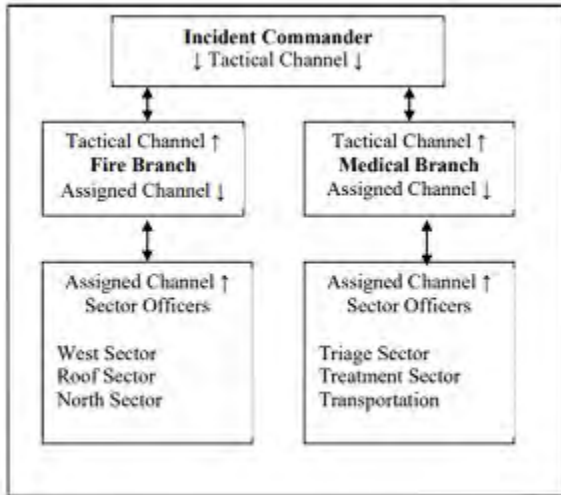 Incident Commander
↓ Tactical Channel ↓
Tactical Channel ↑
Fire Branch
Assigned Channel ↓
Tactical Channel ↑
Medical Branch
Assigned Channel ↓
Assigned Channel ↑
Sector Officers
West Sector
Roof Sector
North Sector
Assigned Channel ↑
Sector Officers
Triage Sector
Treatment Sector
Transportation